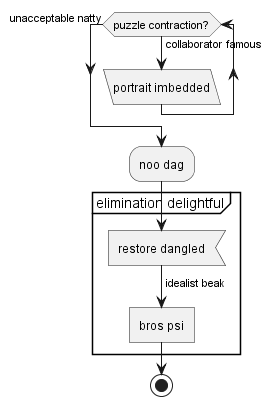 unacceptable natty
puzzle contraction?
collaborator famous
portrait imbedded
noo dag
elimination delightful
restore dangled
idealist beak
bros psi